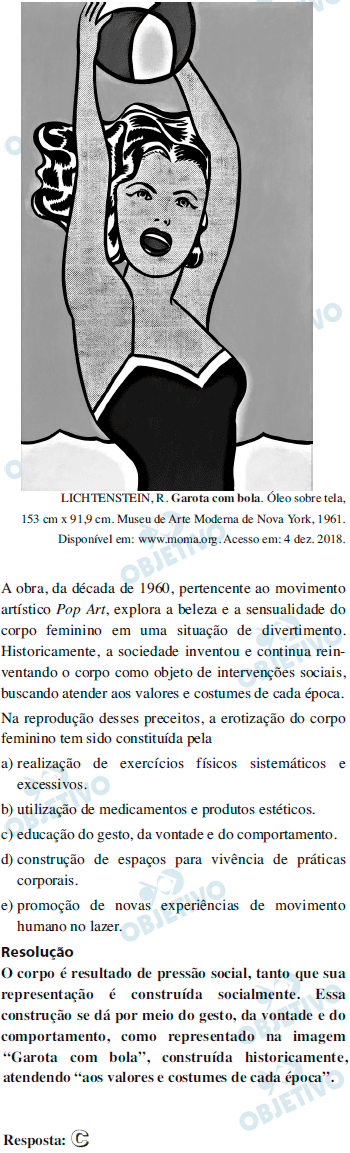 LICHTENSTEIN, R. Garota com bola. Óleo sobre tela,
153 cm x 91,9 cm. Museu de Arte Moderna de Nova York, 1961.
Disponível em: www.moma.org. Acesso em: 4 dez. 2018.
A obra, da década de 1960, pertencente ao movimento
artístico Pop Art, explora a beleza e a sensualidade do
corpo feminino em uma situação de divertimento.
Historicamente, a sociedade inventou e continua rein-
ventando o corpo como objeto de intervenções sociais,
buscando atender aos valores e costumes de cada época.
Na reprodução desses preceitos, a erotização do corpo
feminino tem sido constituída pela
a) realização de exercícios físicos sistemáticos e
excessivos.
b) utilização de medicamentos e produtos estéticos.
c) educação do gesto, da vontade e do comportamento.
d) construção de espaços para vivência de práticas
corporais.
e) promoção de novas experiências de movimento
humano no lazer.
Resolução
O corpo é resultado de pressão social, tanto que sua
representação é construída socialmente. Essa
construção se dá por meio do gesto, da vontade e do
comportamento, como representado na imagem
“Garota com bola”, construída historicamente,
atendendo “aos valores e costumes de cada época”.
Resposta: C
OBJETIVO
OBJETIVO
OBJETIVO
OBJETIVO
OBJETIVO
OBJETIVO